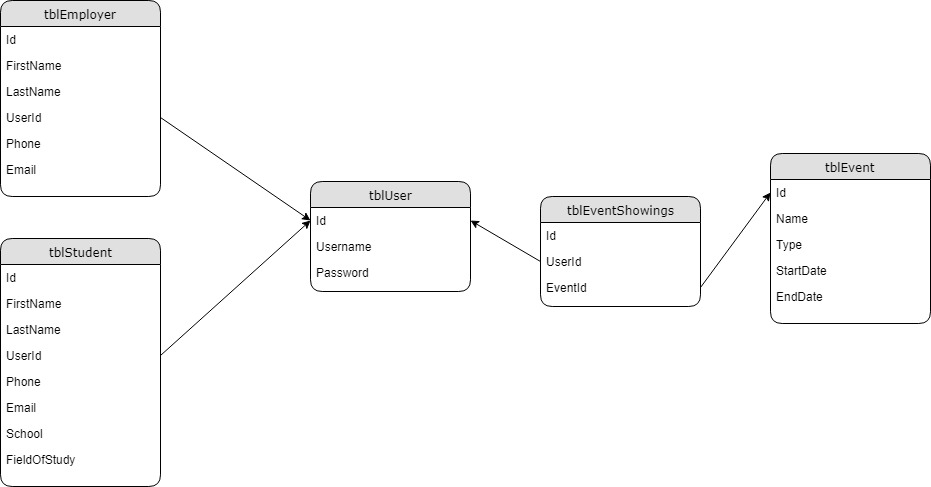 tblEmployer
Id
FirstName
LastName
UserId
Phone
Email
tblStudent
Id
FirstName
LastName
UserId
Phone
Email
School
FieldOfStudy
tblUser
Id
Username
Password
tblEventShowings
Id
UserId
EventId
tblEvent
Id
Name
Type
StartDate
EndDate